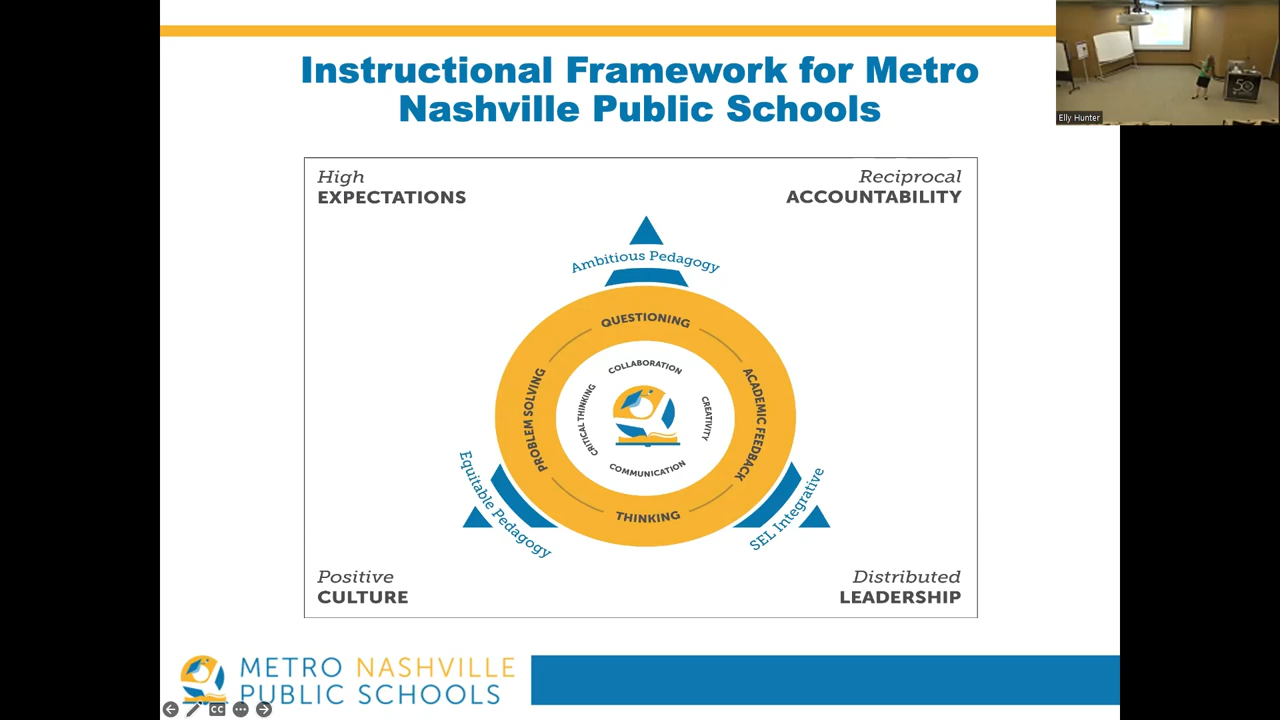 Instructional Framework for Metro
Nashville Public Schools
Elly Hunter
High
EXPECTATIONS
Reciprocal
ACCOUNTABILITY
Ambitious Pedagogy
QUESTIONING
COLLABORATION
PROBLEM SOLVING
CRITICAL THINKING
CREATIVITY
ACADEMIC FEEDBACK
COMMUNICATION
THINKING
Equitable Pedagogy
SEL Integrative
Positive
CULTURE
Distributed
LEADERSHIP
METRO NASHVILLE
PUBLIC SCHOOLS
CC
50